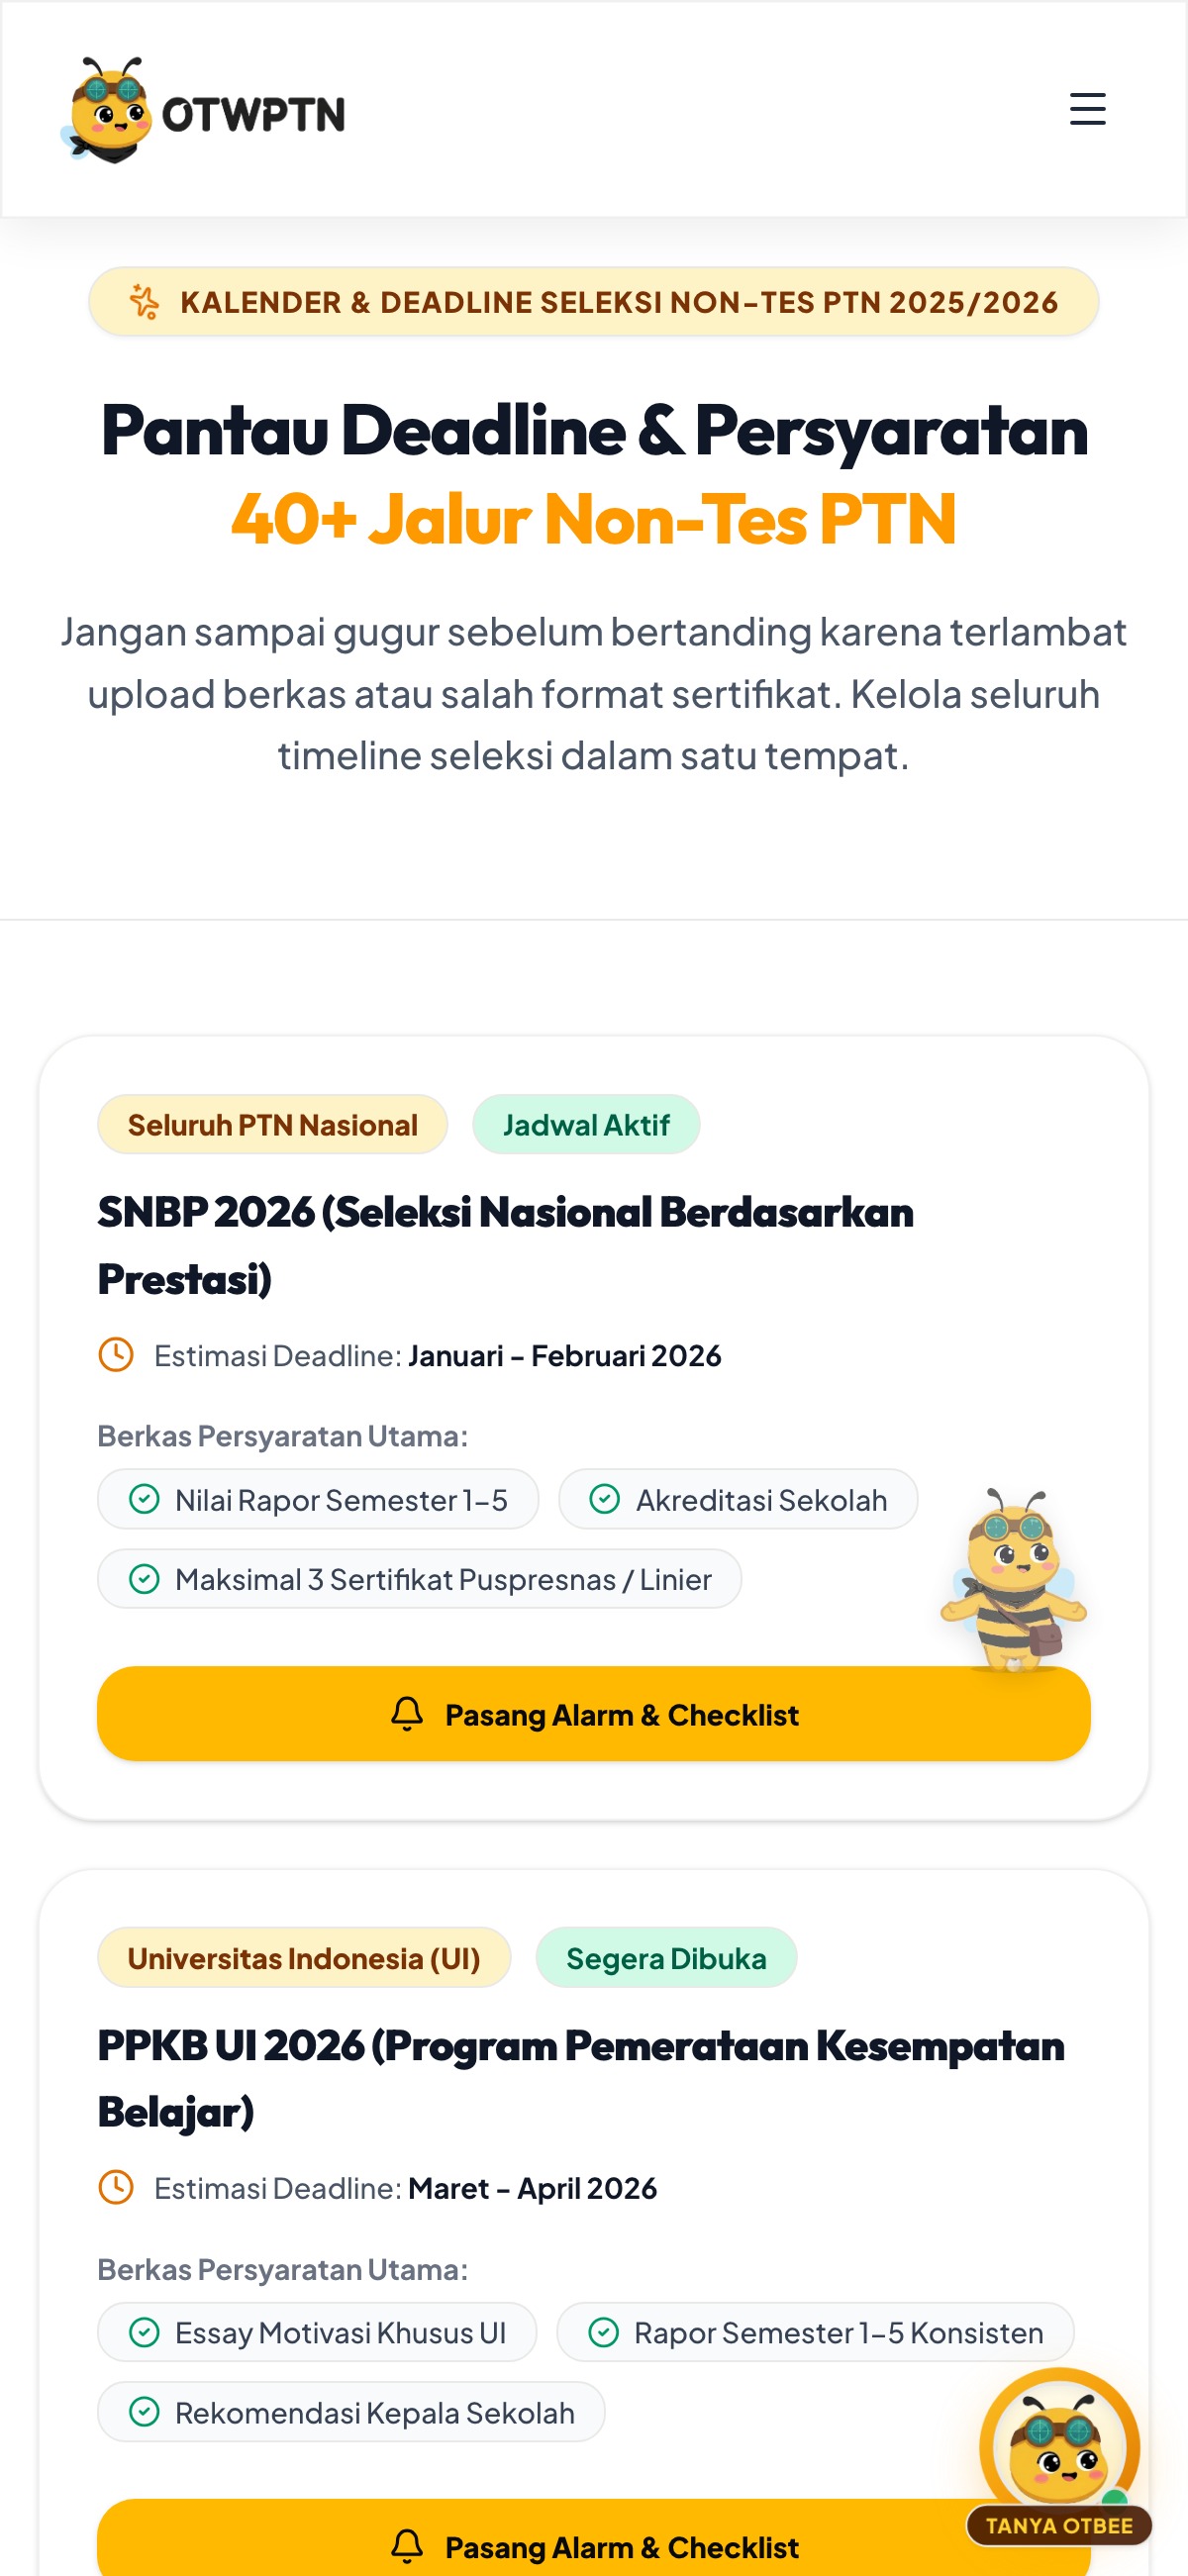 OTWPTN
KALENDER & DEADLINE SELEKSI NON-TES PTN 2025/2026
Pantau Deadline & Persyaratan
40+ Jalur Non-Tes PTN
Jangan sampai gugur sebelum bertanding karena terlambat
upload berkas atau salah format sertifikat. Kelola seluruh
timeline seleksi dalam satu tempat.
Seluruh PTN Nasional
Jadwal Aktif
SNBP 2026 (Seleksi Nasional Berdasarkan
Prestasi)
Estimasi Deadline: Januari - Februari 2026
Berkas Persyaratan Utama:
Nilai Rapor Semester 1-5
Akreditasi Sekolah
Maksimal 3 Sertifikat Puspresnas / Linier
Pasang Alarm & Checklist
Universitas Indonesia (UI)
Segera Dibuka
PPKB UI 2026 (Program Pemerataan Kesempatan
Belajar)
Estimasi Deadline: Maret - April 2026
Berkas Persyaratan Utama:
Essay Motivasi Khusus UI
Rapor Semester 1-5 Konsisten
Rekomendasi Kepala Sekolah
Pasang Alarm & Checklist
TANYA OTBEE